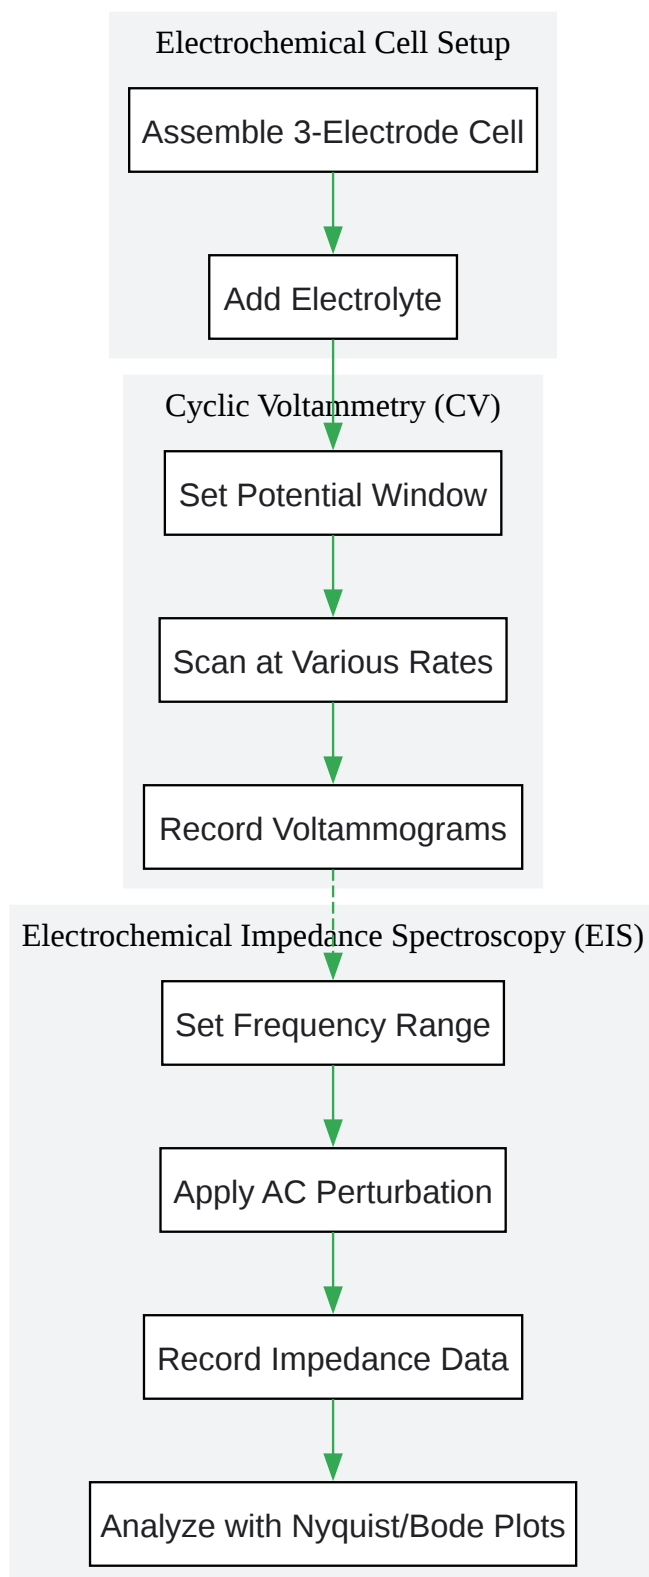 Electrochemical Cell Setup
Assemble 3-Electrode Cell
Add Electrolyte
Cyclic Voltammetry (CV)
Set Potential Window
Scan at Various Rates
Record Voltammograms
Electrochemical Impedance Spectroscopy (EIS)
Set Frequency Range
Apply AC Perturbation
Record Impedance Data
Analyze with Nyquist/Bode Plots